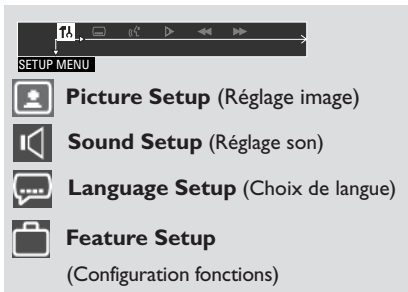 SETUP MENU
Picture Setup (Réglage image)
Sound Setup (Réglage son)
Language Setup (Choix de langue)
Feature Setup
(Configuration fonctions)